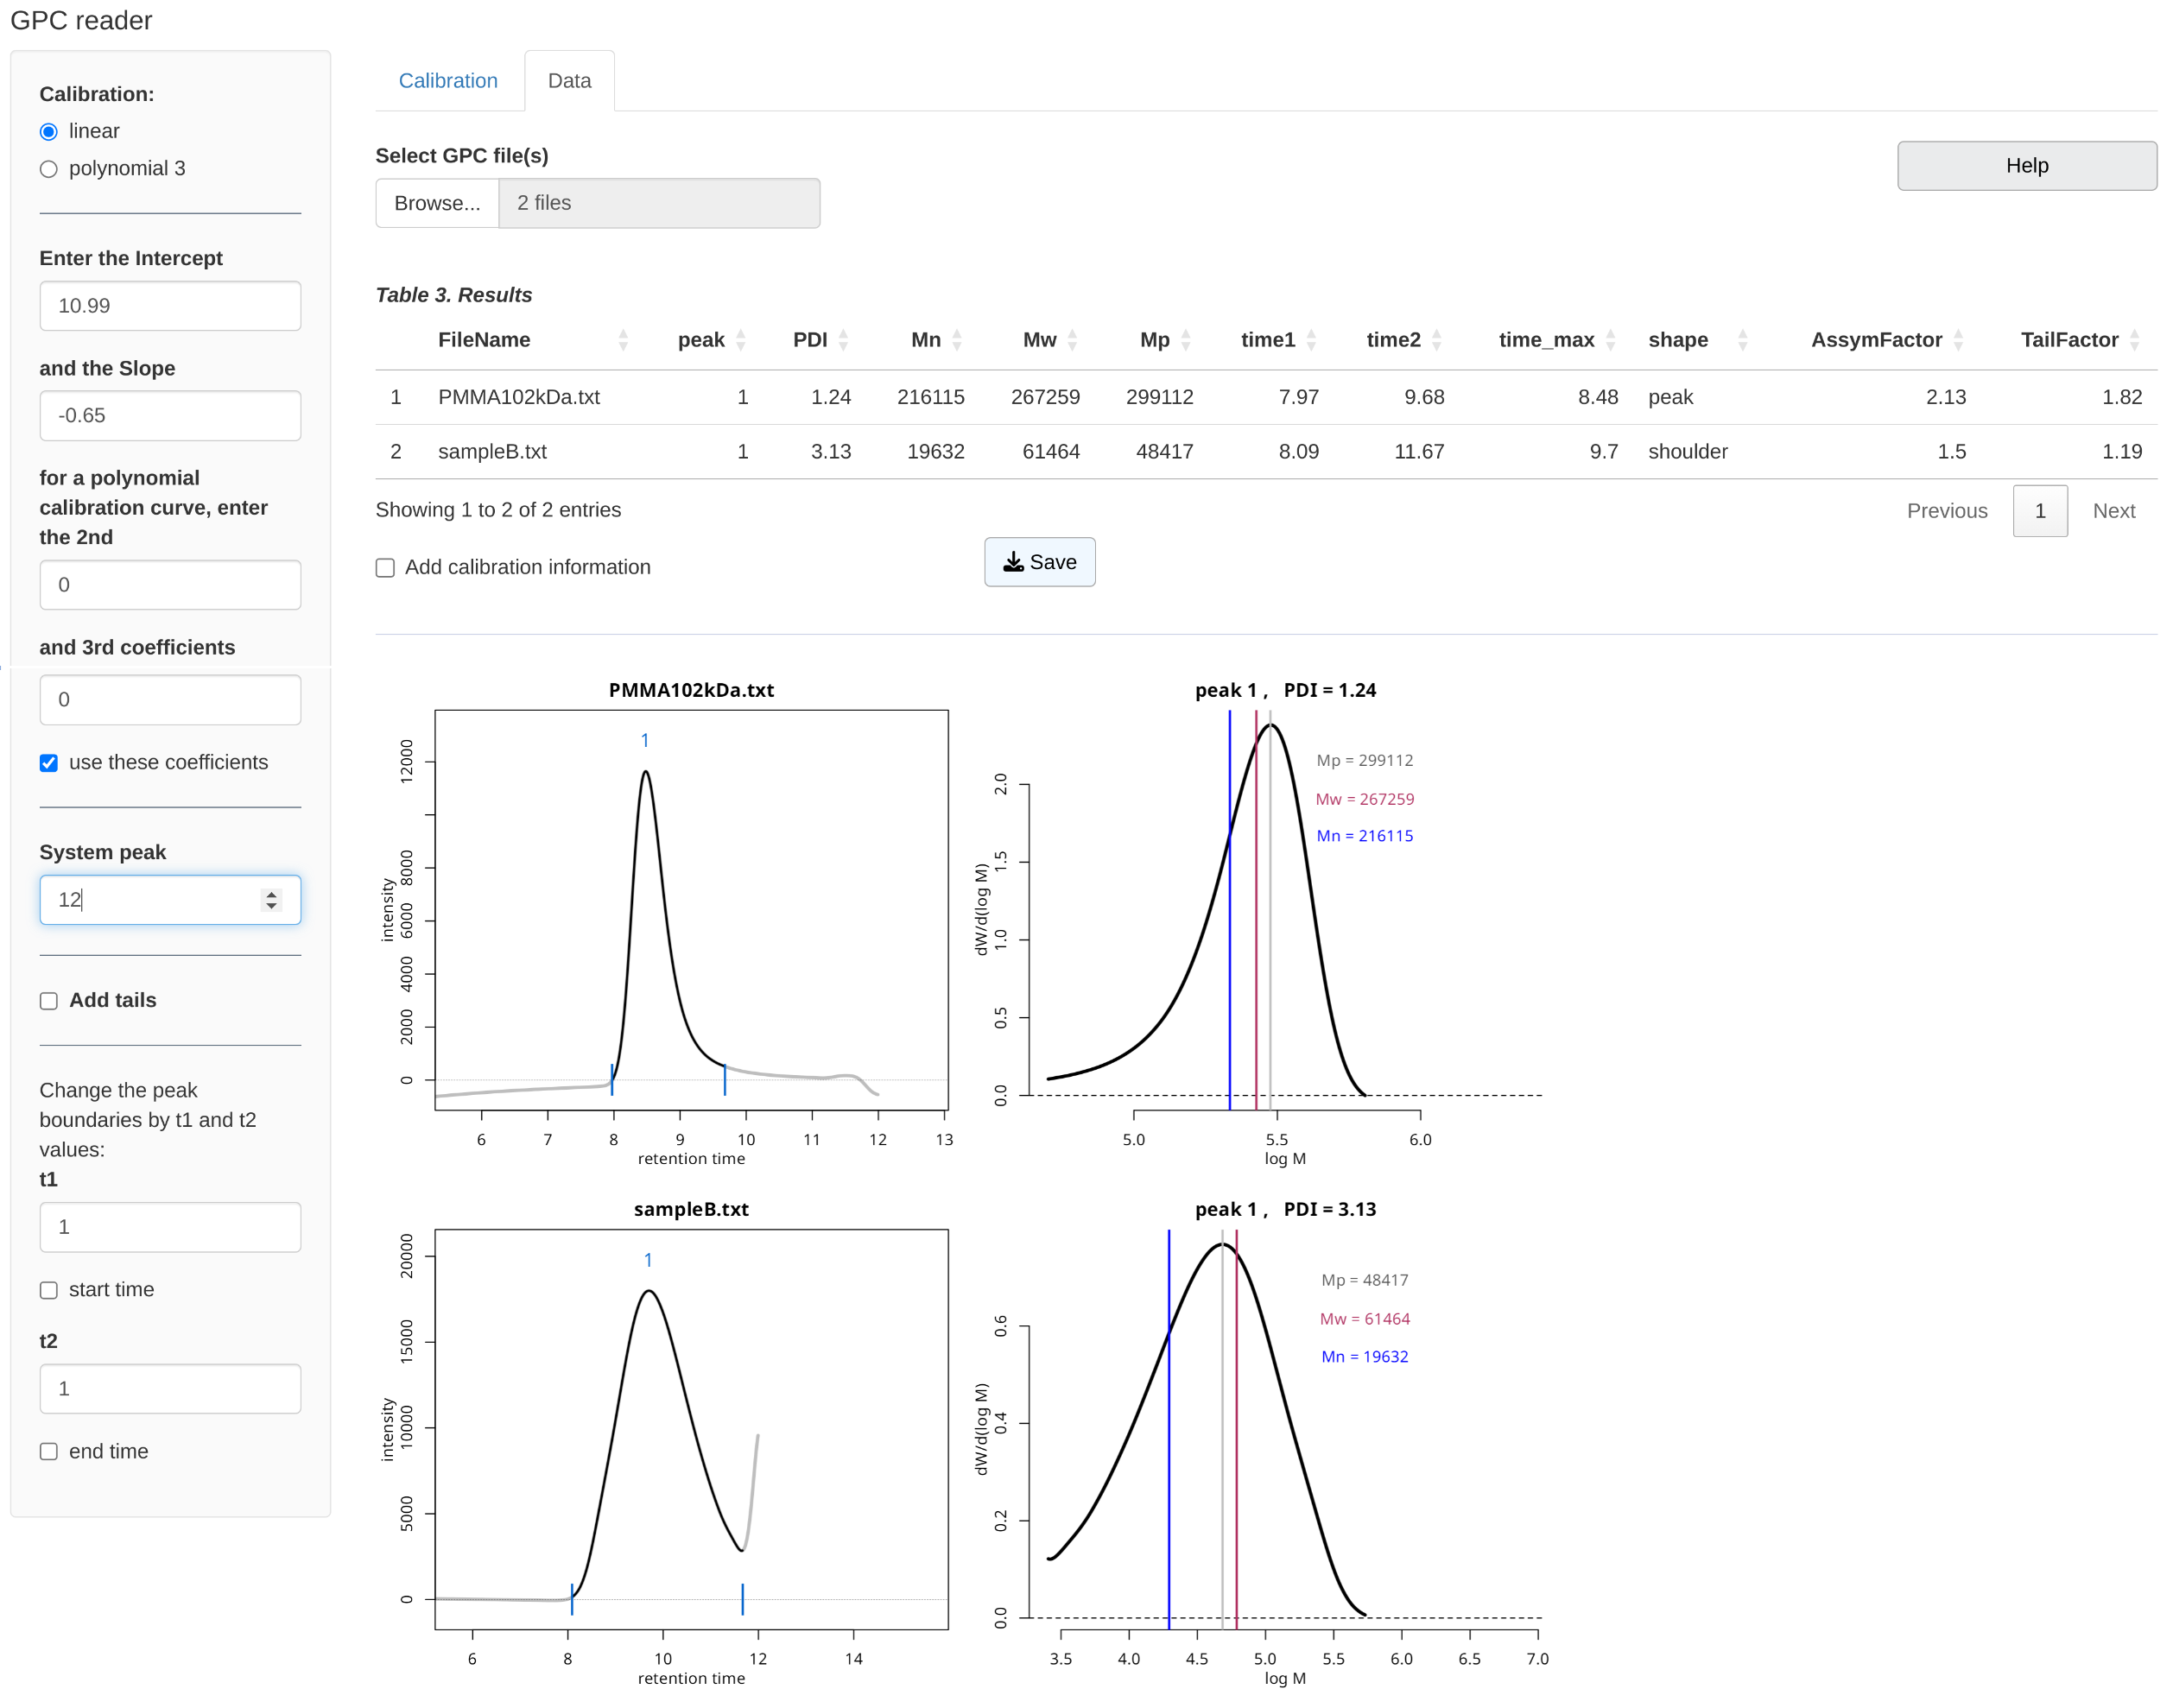 GPC reader
Calibration:
linear
polynomial 3
Enter the Intercept
10.99
and the Slope
-0.65
for a polynomial
calibration curve, enter
the 2nd
0
and 3rd coefficients
0
use these coefficients
System peak
12
Add tails
Change the peak
boundaries by t1 and t2
values:
t1
1
start time
t2
1
end time
Calibration Data
Select GPC file(s)
Browse... 2 files
Help
Table 3. Results
FileName peak PDI Mn Mw Mp time1 time2 time_max shape AssymFactor TailFactor
1 PMMA102kDa.txt 1 1.24 216115 267259 299112 7.97 9.68 8.48 peak 2.13 1.82
2 sampleB.txt 1 3.13 19632 61464 48417 8.09 11.67 9.7 shoulder 1.5 1.19
Showing 1 to 2 of 2 entries
Previous 1 Next
Add calibration information
Save
PMMA102kDa.txt
1
intensity
0 2000 4000 6000 8000 12000
6 7 8 9 10 11 12 13
retention time
peak 1 , PDI = 1.24
Mp = 299112
Mw = 267259
Mn = 216115
dW/d(log M)
0.0 0.5 1.0 1.5 2.0
5.0 5.5 6.0
log M
sampleB.txt
1
intensity
0 5000 10000 15000 20000
6 8 10 12 14
retention time
peak 1 , PDI = 3.13
Mp = 48417
Mw = 61464
Mn = 19632
dW/d(log M)
0.0 0.2 0.4 0.6
3.5 4.0 4.5 5.0 5.5 6.0 6.5 7.0
log M